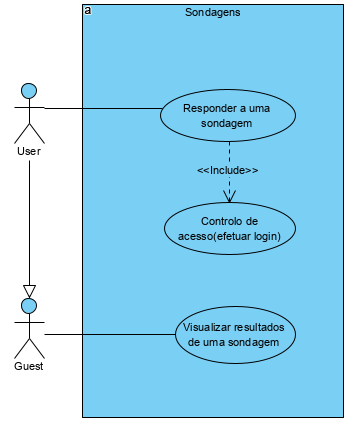 a
Sondagens
Responder a uma
sondagem
User
<<Include>>
Controlo de
acesso(efetuar login)
Visualizar resultados
de uma sondagem
Guest